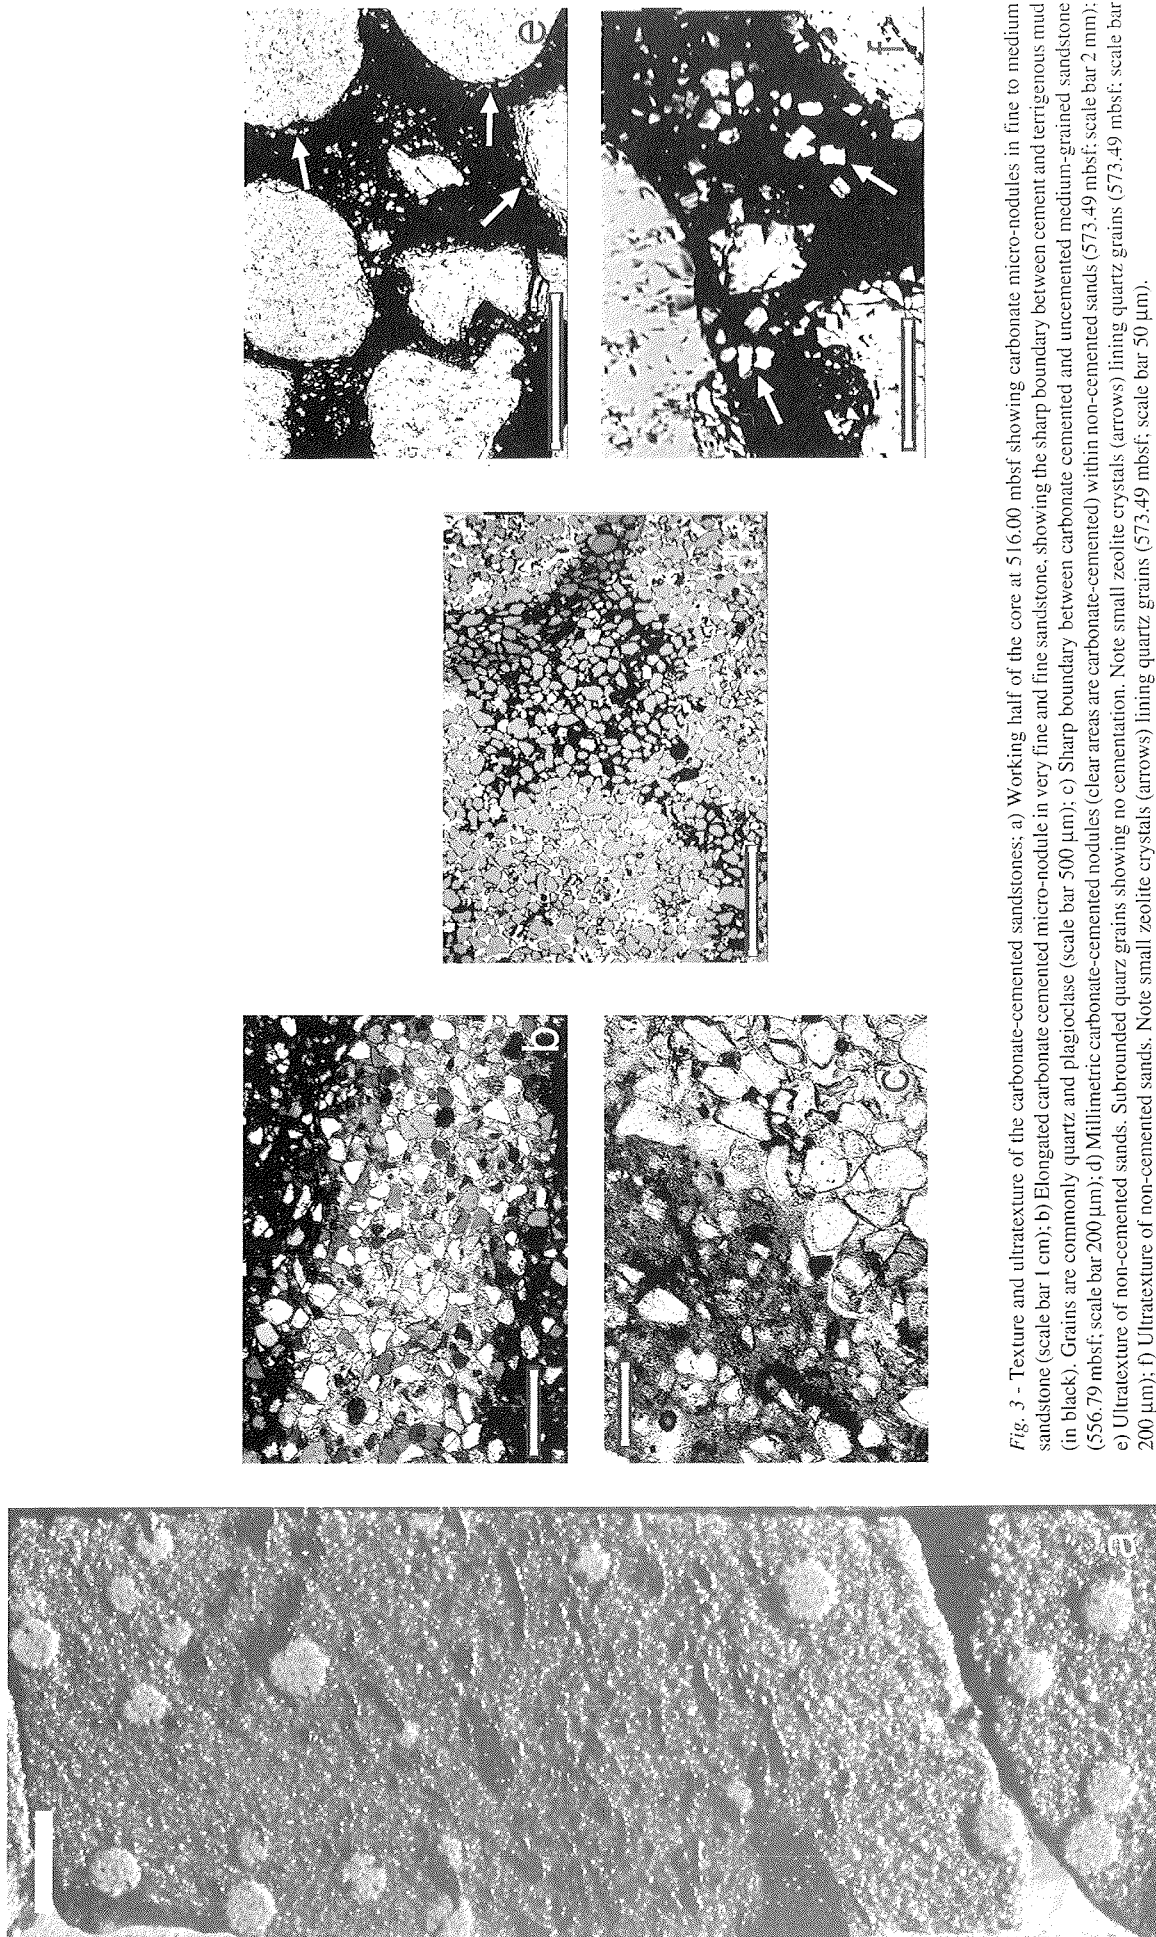 a
b
c
d
e
f
Fig. 3 - Texture and ultratexture of the carbonate-cemented sandstones; a) Working half of the core at 516.00 mbsf showing carbonate micro-nodules in fine to medium
sandstone (scale bar 1 cm); b) Elongated carbonate cemented micro-nodule in very fine and fine sandstone, showing the sharp boundary between cement and terrigenous mud
(in black). Grains are commonly quartz and plagioclase (scale bar 500 µm); c) Sharp boundary between carbonate cemented and uncemented medium-grained sandstone
(556.79 mbsf; scale bar 200 µm); d) Millimetric carbonate-cemented nodules (clear areas are carbonate-cemented) within non-cemented sands (573.49 mbsf; scale bar 2 mm);
e) Ultratexture of non-cemented sands. Subrounded quarz grains showing no cementation. Note small zeolite crystals (arrows) lining quartz grains (573.49 mbsf. scale bar
200 µm); f) Ultratexture of non-cemented sands. Note small zeolite crystals (arrows) lining quartz grains (573.49 mbsf; scale bar 50 µm).